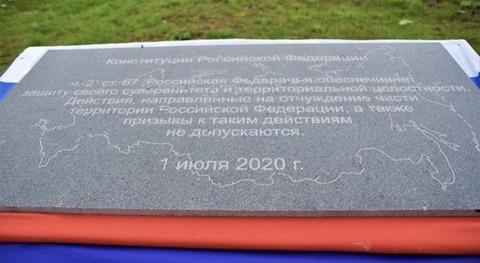 Конституция Российской Федерации
ч. 2¹ ст. 67. Российская Федерация обеспечивает
защиту своего суверенитета и территориальной целостности.
Действия, направленные на отчуждение части
территории Российской Федерации, а также
призывы к таким действиям
не допускаются.
1 июля 2020 г.